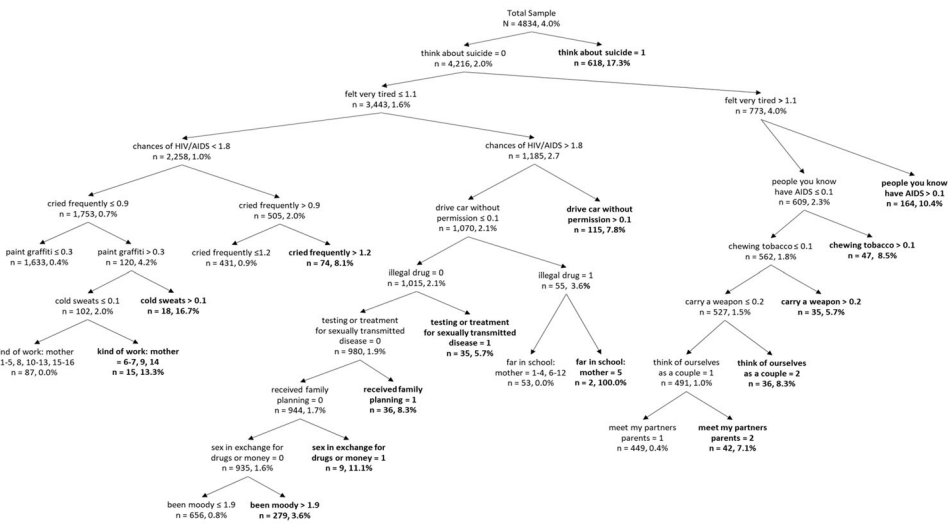 Total Sample
N = 4834, 4.0%
think about suicide = 0
n = 4,216, 2.0%
think about suicide = 1
n = 618, 17.3%
felt very tired ≤ 1.1
n = 3,443, 1.6%
felt very tired > 1.1
n = 773, 4.0%
chances of HIV/AIDS < 1.8
n = 2,258, 1.0%
chances of HIV/AIDS > 1.8
n = 1,185, 2.7
people you know
have AIDS ≤ 0.1
n = 609, 2.3%
people you know
have AIDS > 0.1
n = 164, 10.4%
cried frequently ≤ 0.9
n = 1,753, 0.7%
cried frequently > 0.9
n = 505, 2.0%
drive car without
permission ≤ 0.1
n = 1,070, 2.1%
drive car without
permission > 0.1
n = 115, 7.8%
paint graffiti ≤ 0.3
n = 1,633, 0.4%
paint graffiti > 0.3
n = 120, 4.2%
cried frequently ≤1.2
n = 431, 0.9%
cried frequently > 1.2
n = 74, 8.1%
chewing tobacco ≤ 0.1
n = 562, 1.8%
chewing tobacco > 0.1
n = 47, 8.5%
illegal drug = 0
n = 1,015, 2.1%
illegal drug = 1
n = 55, 3.6%
cold sweats ≤ 0.1
n = 102, 2.0%
cold sweats > 0.1
n = 18, 16.7%
carry a weapon ≤ 0.2
n = 527, 1.5%
carry a weapon > 0.2
n = 35, 5.7%
testing or treatment
for sexually transmitted
disease = 0
n = 980, 1.9%
testing or treatment
for sexually transmitted
disease = 1
n = 35, 5.7%
ind of work: mother
1-5, 8, 10-13, 15-16
n = 87, 0.0%
kind of work: mother
= 6-7, 9, 14
n = 15, 13.3%
far in school:
mother = 1-4, 6-12
n = 53, 0.0%
far in school:
mother = 5
n = 2, 100.0%
think of ourselves
as a couple = 1
n = 491, 1.0%
think of ourselves
as a couple = 2
n = 36, 8.3%
received family
planning = 0
n = 944, 1.7%
received family
planning = 1
n = 36, 8.3%
meet my partners
parents = 1
n = 449, 0.4%
meet my partners
parents = 2
n = 42, 7.1%
sex in exchange for
drugs or money = 0
n = 935, 1.6%
sex in exchange for
drugs or money = 1
n = 9, 11.1%
been moody ≤ 1.9
n = 656, 0.8%
been moody > 1.9
n = 279, 3.6%